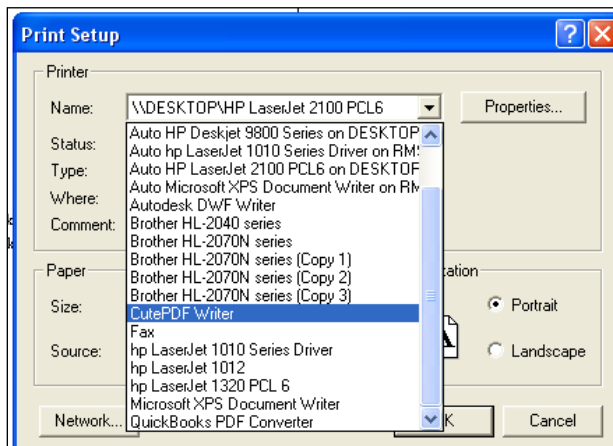 Print Setup
Printer
Name:
\\DESKTOP\HP LaserJet 2100 PCL6
Properties...
Status:
Type:
Where:
Comment:
Auto HP Deskjet 9800 Series on DESKTOP
Auto hp LaserJet 1010 Series Driver on RM
Auto HP LaserJet 2100 PCL6 on DESKTOP
Auto Microsoft XPS Document Writer on RM
Autodesk DWF Writer
Brother HL-2040 series
Brother HL-2070N series
Brother HL-2070N series (Copy 1)
Brother HL-2070N series (Copy 2)
Brother HL-2070N series (Copy 3)
CutePDF Writer
Fax
hp LaserJet 1010 Series Driver
hp LaserJet 1012
hp LaserJet 1320 PCL 6
Microsoft XPS Document Writer
QuickBooks PDF Converter
Paper
Size:
Source:
Portrait
Landscape
Network...
Cancel